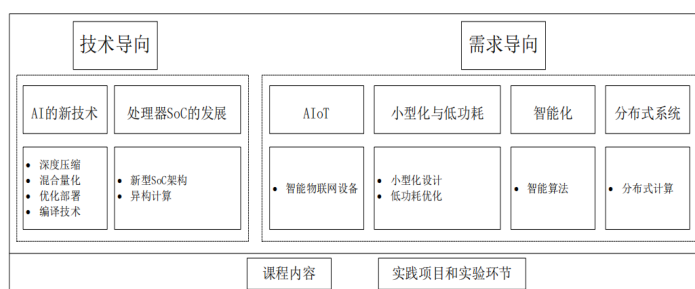 技术导向
需求导向
AI的新技术
处理器SoC的发展
AIoT
小型化与低功耗
智能化
分布式系统
• 深度压缩
• 混合量化
• 优化部署
• 编译技术
• 新型SoC架构
• 异构计算
• 智能物联网设备
• 小型化设计
• 低功耗优化
• 智能算法
• 分布式计算
课程内容
实践项目和实验环节